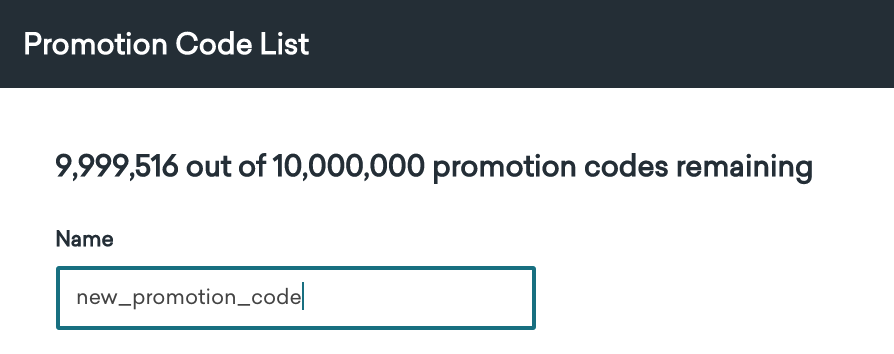 Promotion Code List
9,999,516 out of 10,000,000 promotion codes remaining
Name
new_promotion_code